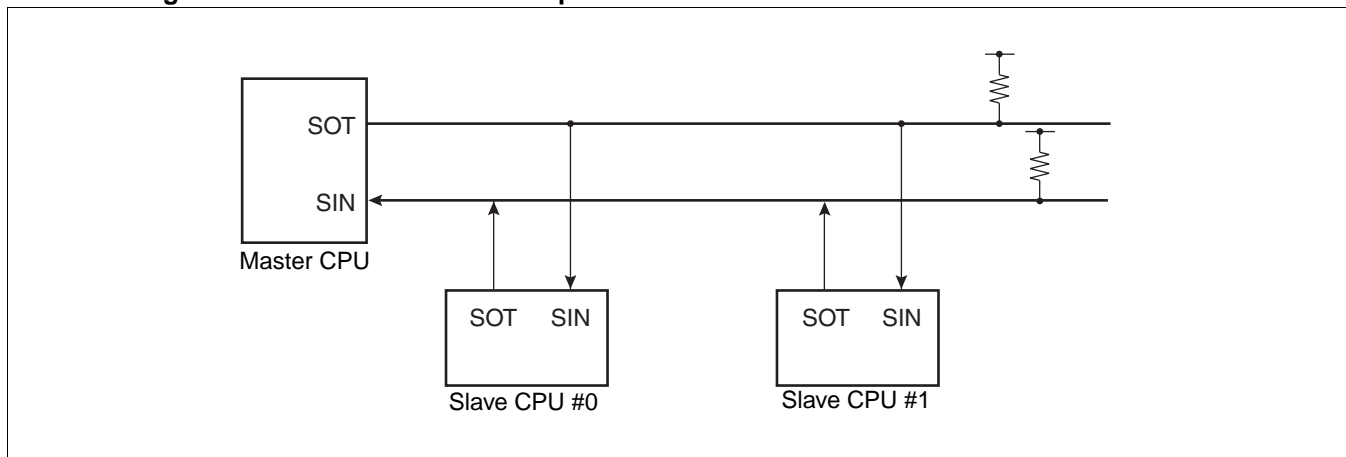 SOT
SIN
Master CPU
SOT SIN
SOT SIN
Slave CPU #0
Slave CPU #1